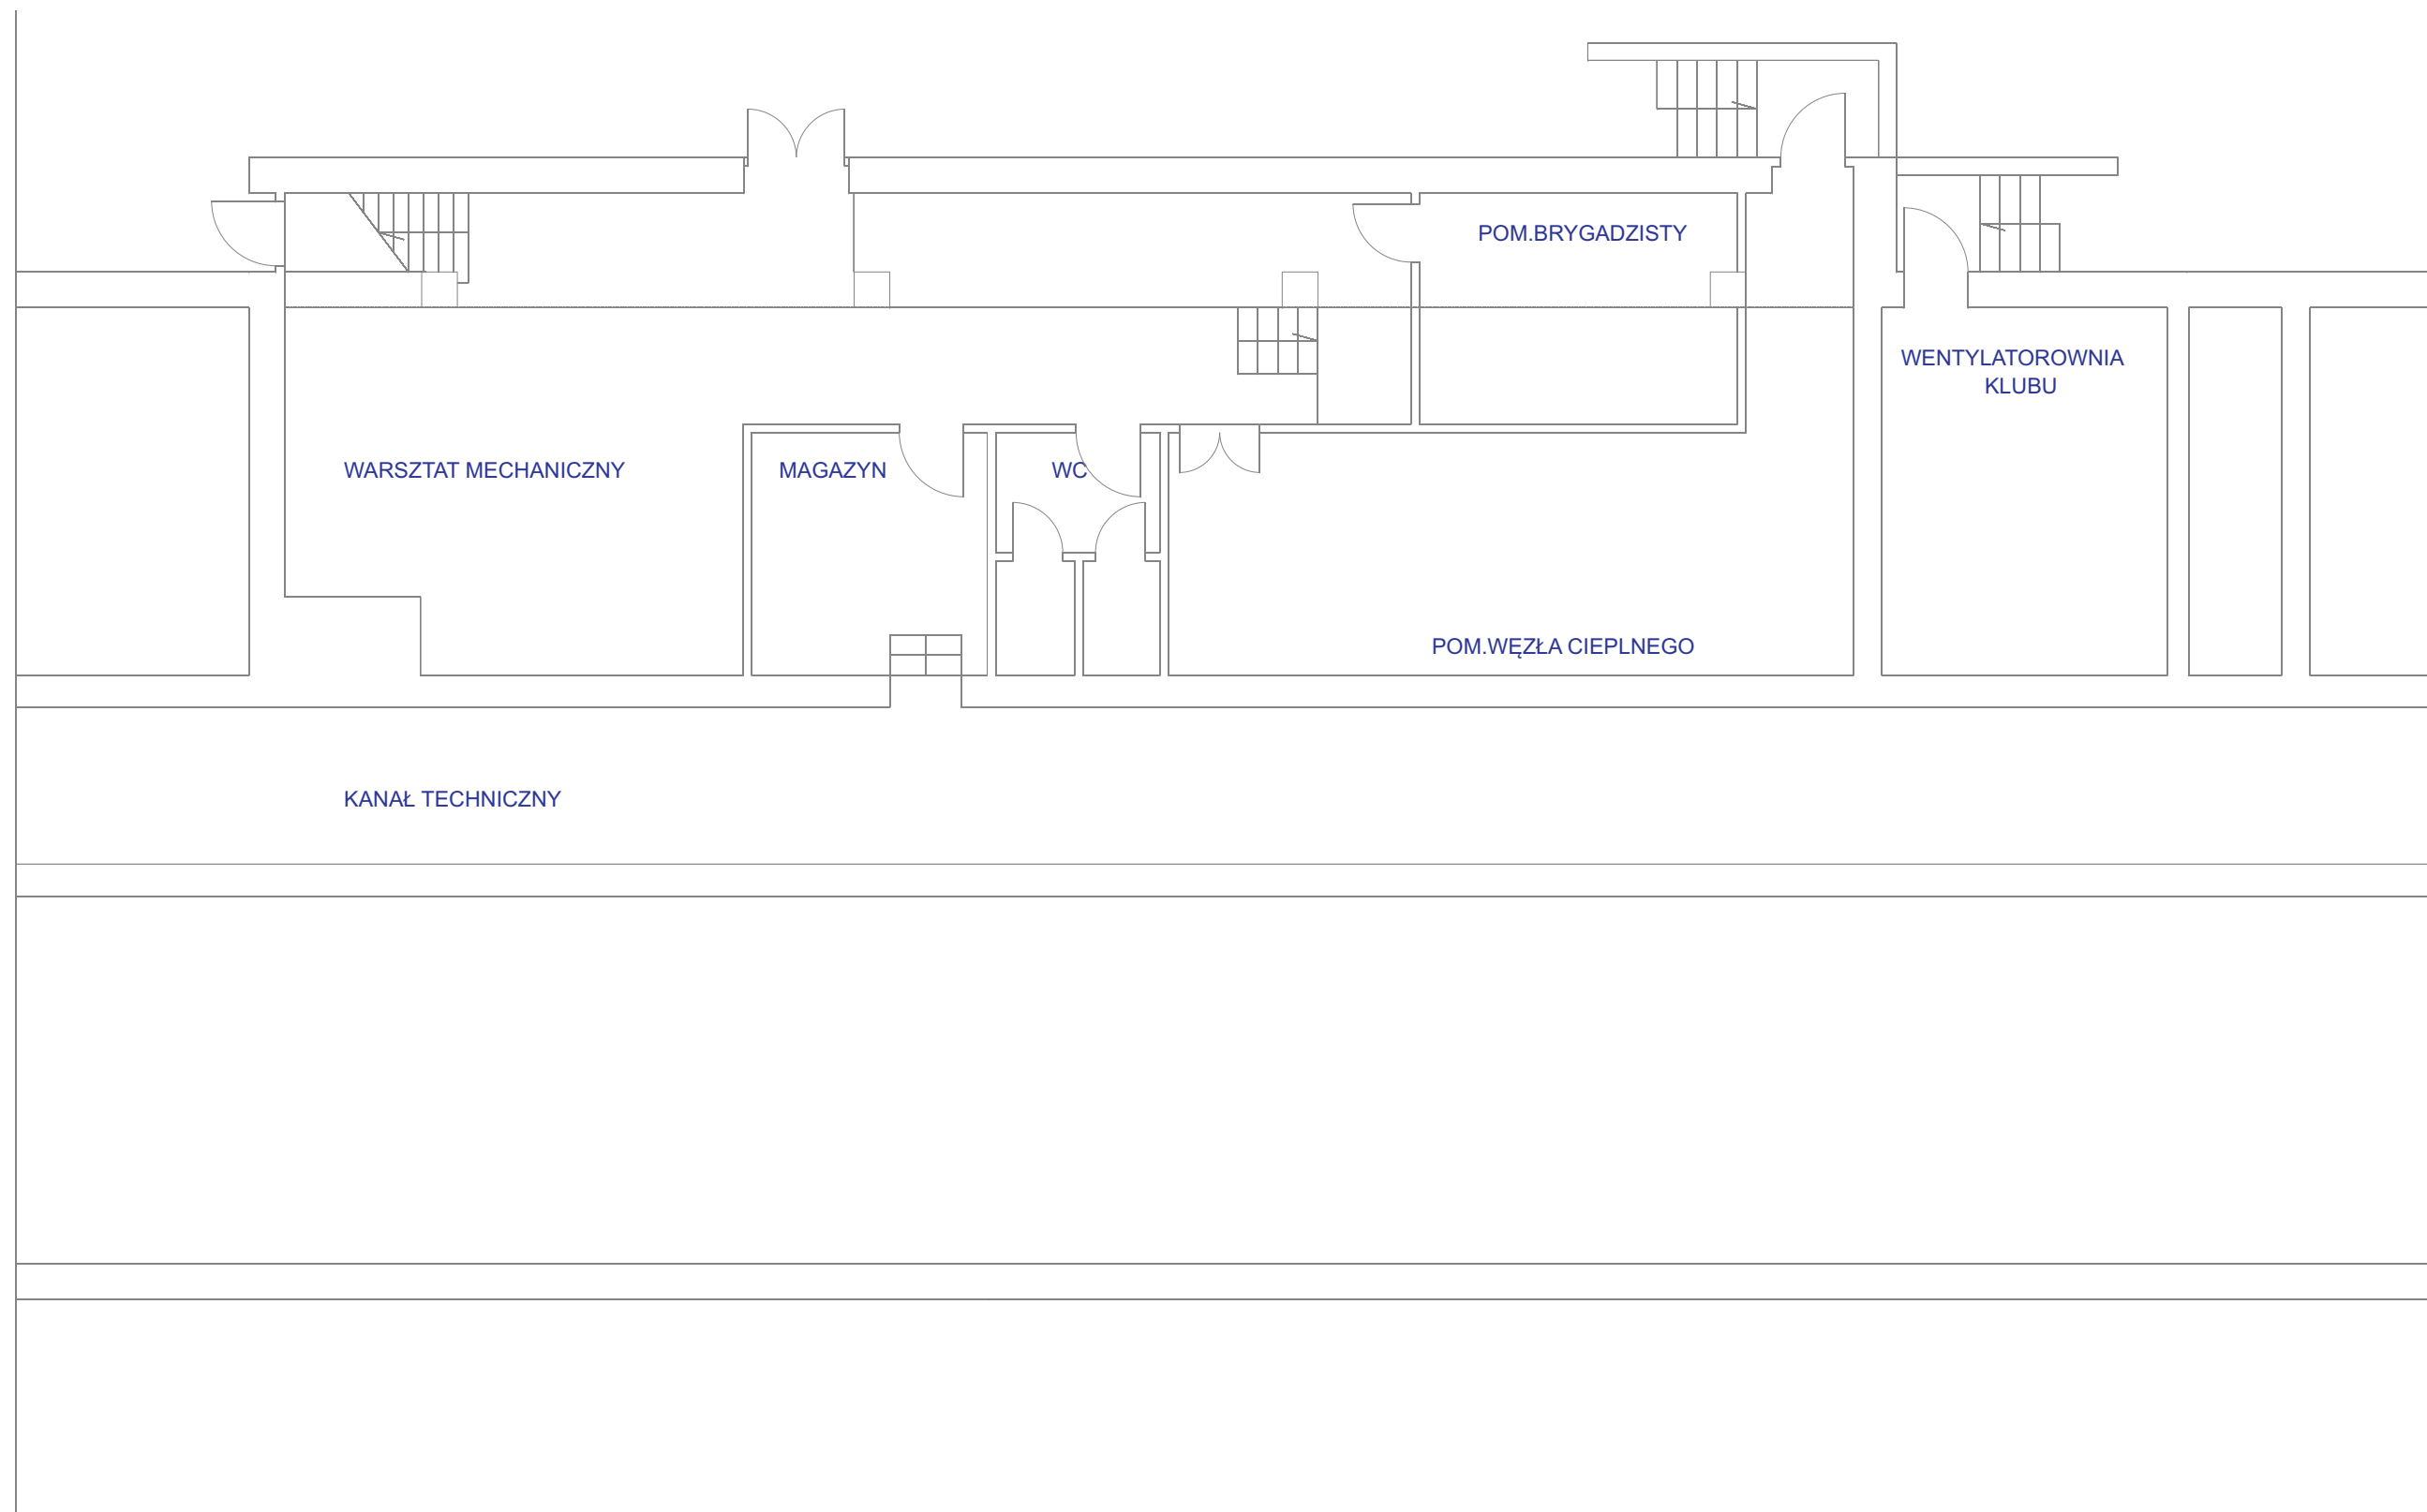 POM.BRYGADZISTY
WENTYLATOROWNIA
KLUBU
WARSZTAT MECHANICZNY
MAGAZYN
WC
POM.WĘZŁA CIEPLNEGO
KANAŁ TECHNICZNY